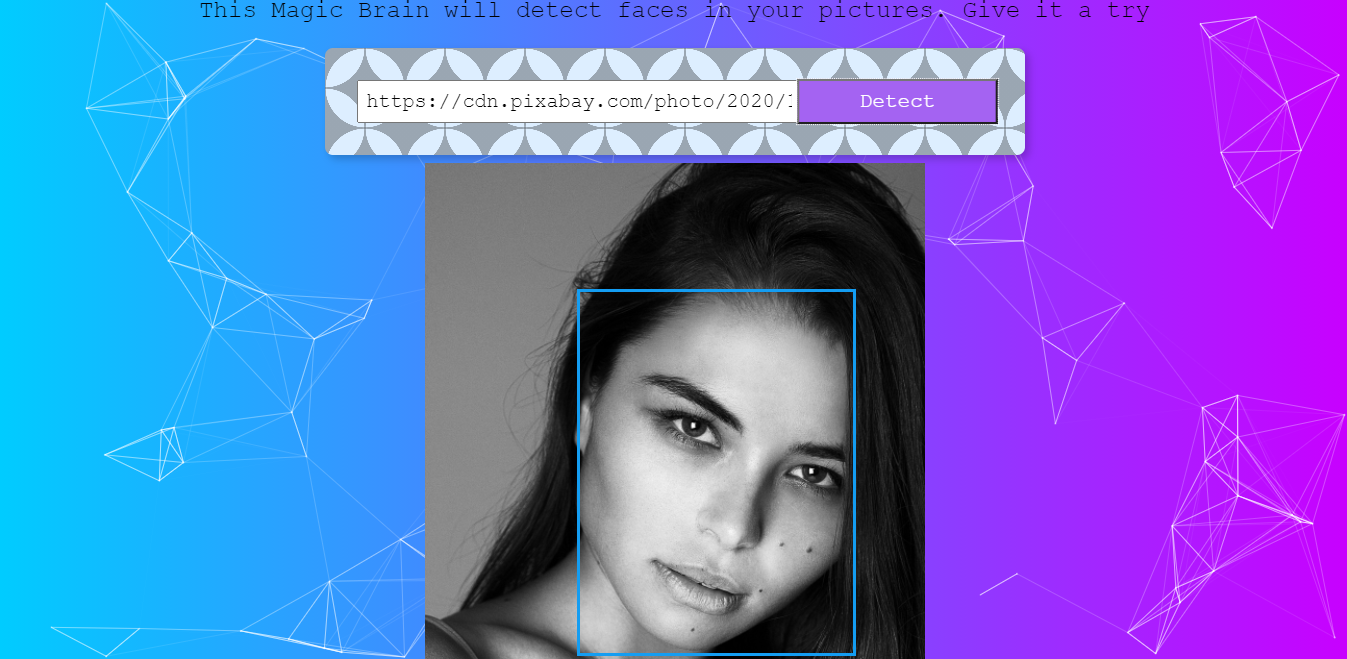 This Magic Brain will detect faces in your pictures. Give it a try
https://cdn.pixabay.com/photo/2020/
Detect